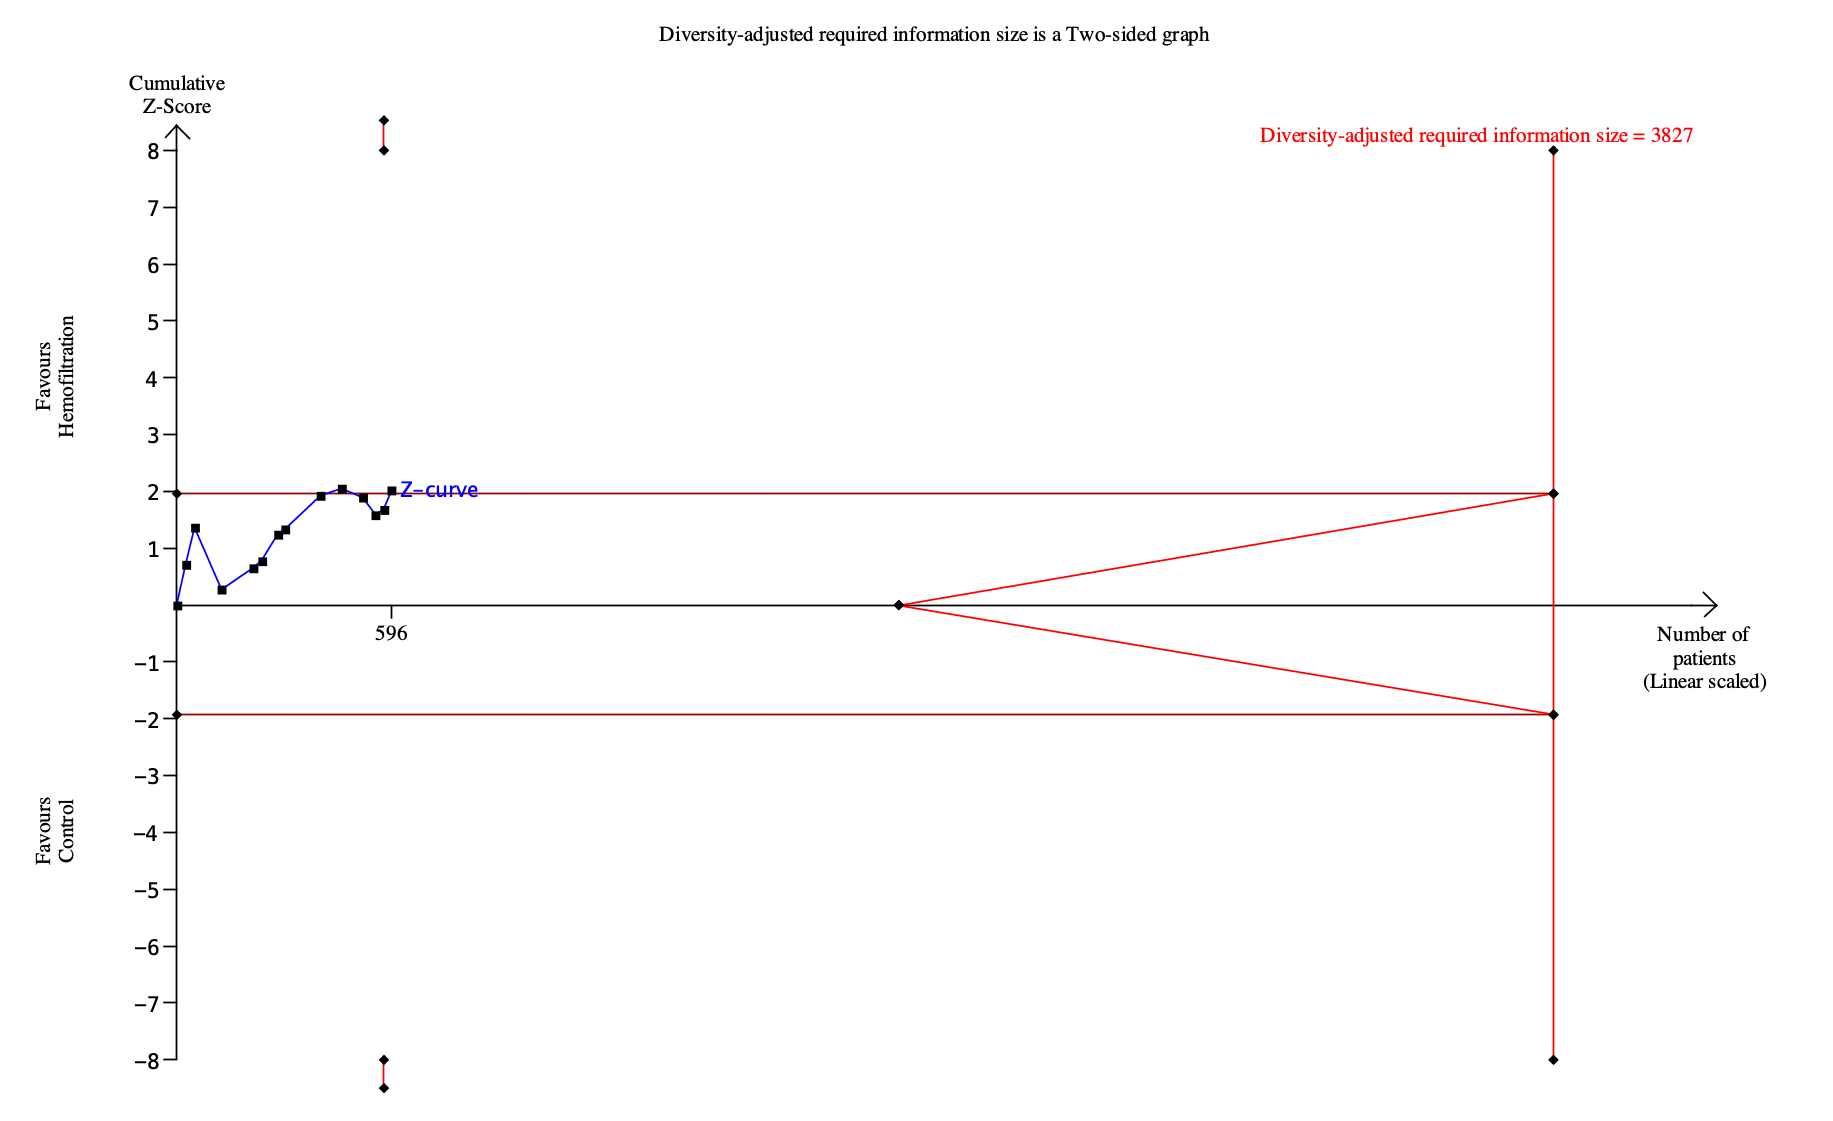 Diversity-adjusted required information size is a Two-sided graph
Cumulative
Z-Score
Diversity-adjusted required information size = 3827
8
7
6
5
4
3
2
1
Z-curve
Favours
Hemofiltration
596
Number of
patients
(Linear scaled)
−1
−2
−3
−4
−5
−6
−7
−8
Favours
Control